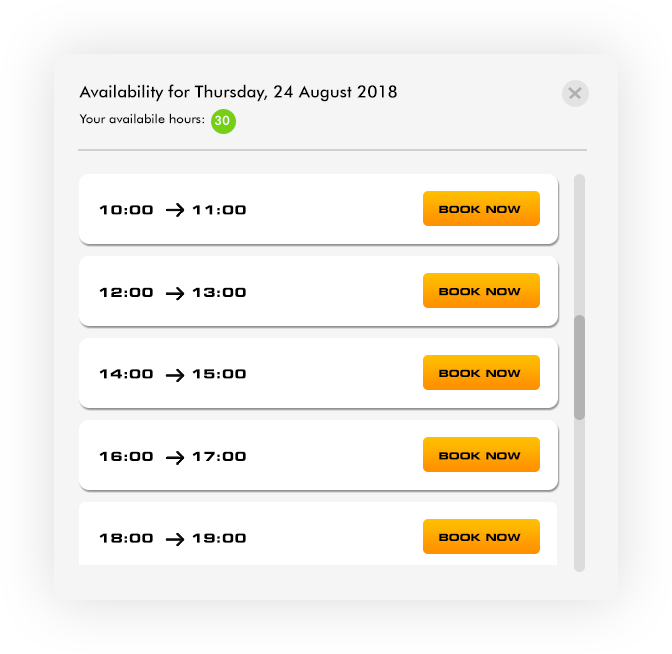 Availability for Thursday, 24 August 2018
Your availabile hours: 30
10:00 → 11:00 BOOK NOW
12:00 → 13:00 BOOK NOW
14:00 → 15:00 BOOK NOW
16:00 → 17:00 BOOK NOW
18:00 → 19:00 BOOK NOW